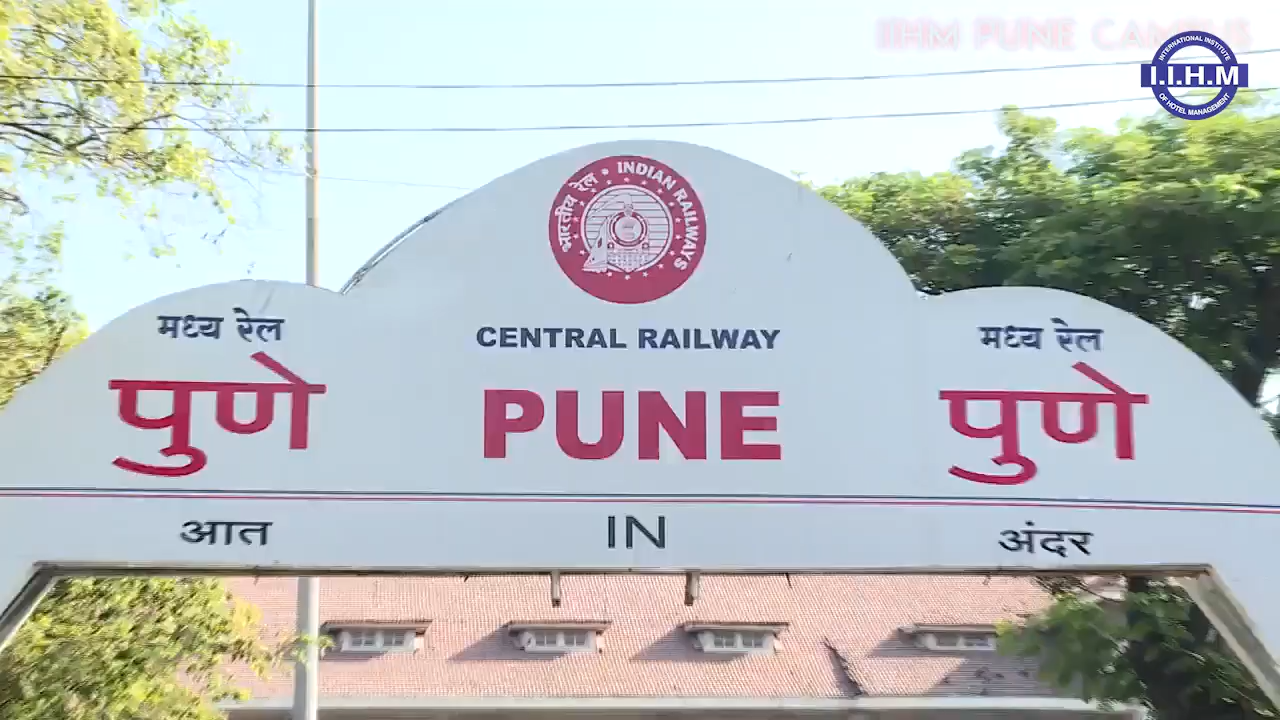 IIHM PUNE CAMPUS
INTERNATIONAL INSTITUTE
I.I.H.M
OF HOTEL MANAGEMENT
भारतीय रेल • INDIAN RAILWAYS
मध्य रेल
CENTRAL RAILWAY
मध्य रेल
पुणे
PUNE
पुणे
आत
IN
अंदर